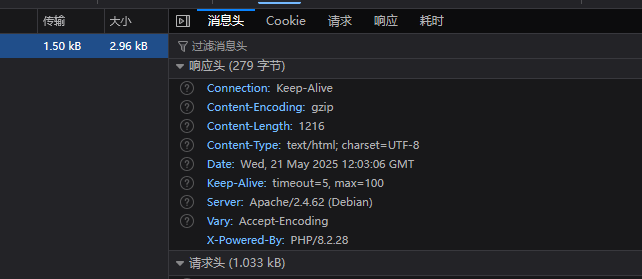 传输 大小 消息头 Cookie 请求 响应 耗时
1.50 kB 2.96 kB 过滤消息头
响应头 (279 字节)
Connection: Keep-Alive
Content-Encoding: gzip
Content-Length: 1216
Content-Type: text/html; charset=UTF-8
Date: Wed, 21 May 2025 12:03:06 GMT
Keep-Alive: timeout=5, max=100
Server: Apache/2.4.62 (Debian)
Vary: Accept-Encoding
X-Powered-By: PHP/8.2.28
请求头 (1.033 kB)